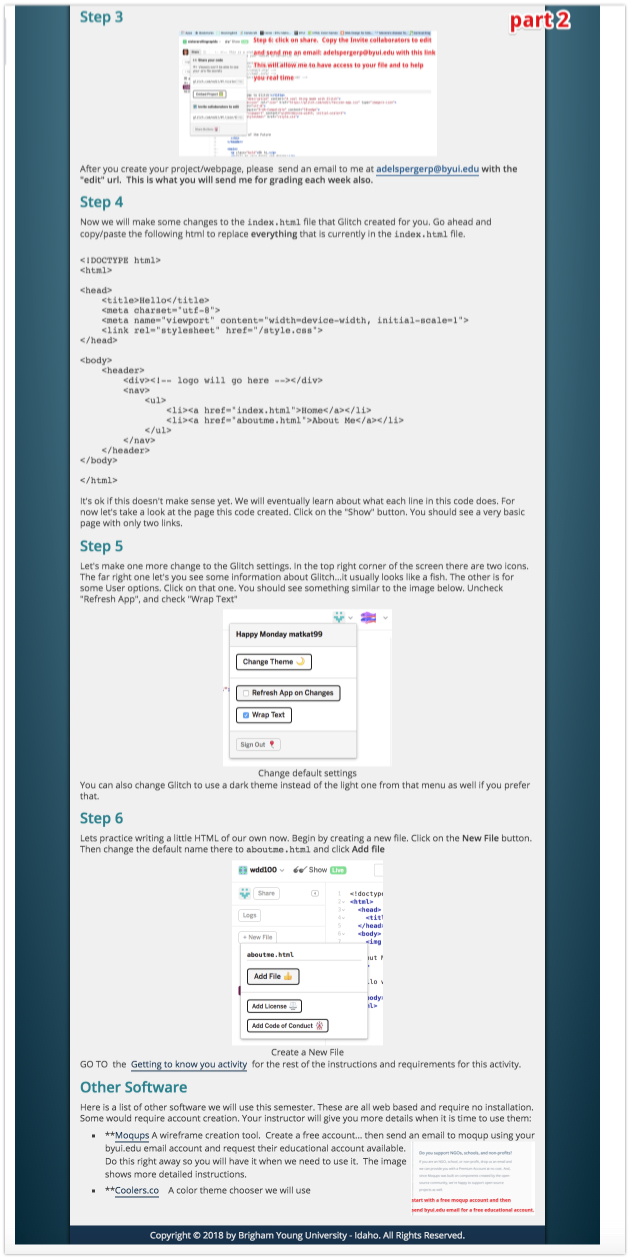 part 2
Step 3
Step 6: click on share. Copy the Invite collaborators to edit
and send me an email: adelspergerp@byui.edu with this link
This will allow me to have access to your file and to help
you real time
After you create your project/webpage, please send an email to me at adelspergerp@byui.edu with the
"edit" url. This is what you will send me for grading each week also.
Step 4
Now we will make some changes to the index.html file that Glitch created for you. Go ahead and
copy/paste the following html to replace everything that is currently in the index.html file.
<!DOCTYPE html>
<html>
<head>
<title>Hello</title>
<meta charset="utf-8">
<meta name="viewport" content="width=device-width, initial-scale=1">
<link rel="stylesheet" href="/style.css">
</head>
<body>
<header>
<div><!-- logo will go here --></div>
<nav>
<ul>
<li><a href="index.html">Home</a></li>
<li><a href="aboutme.html">About Me</a></li>
</ul>
</nav>
</header>
</body>
</html>
It's ok if this doesn't make sense yet. We will eventually learn about what each line in this code does. For
now let's take a look at the page this code created. Click on the "Show" button. You should see a very basic
page with only two links.
Step 5
Let's make one more change to the Glitch settings. In the top right corner of the screen there are two icons.
The far right one let's you see some information about Glitch...it usually looks like a fish. The other is for
some User options. Click on that one. You should see something similar to the image below. Uncheck
"Refresh App", and check "Wrap Text"
Happy Monday matkat99
Change Theme
Refresh App on Changes
Wrap Text
Sign Out
Change default settings
You can also change Glitch to use a dark theme instead of the light one from that menu as well if you prefer
that.
Step 6
Lets practice writing a little HTML of our own now. Begin by creating a new file. Click on the New File button.
Then change the default name there to aboutme.html and click Add file
wdd100 Show Live
Share
Logs
+ New File
aboutme.html
Add File
Add License
Add Code of Conduct
1 <!doctype
2 <html>
3 <head>
4 <tit
5 </head
6 <body>
7 <img
Create a New File
GO TO the Getting to know you activity for the rest of the instructions and requirements for this activity.
Other Software
Here is a list of other software we will use this semester. These are all web based and require no installation.
Some would require account creation. Your instructor will give you more details when it is time to use them:
**Moqups A wireframe creation tool. Create a free account... then send an email to moqup using your
byui.edu email account and request their educational account available.
Do this right away so you will have it when we need to use it. The image
shows more detailed instructions.
Do you support NGOs, schools, and non-profits?
start with a free moqup account and then
send byui.edu email for a free educational account.
**Coolers.co A color theme chooser we will use
Copyright © 2018 by Brigham Young University - Idaho. All Rights Reserved.